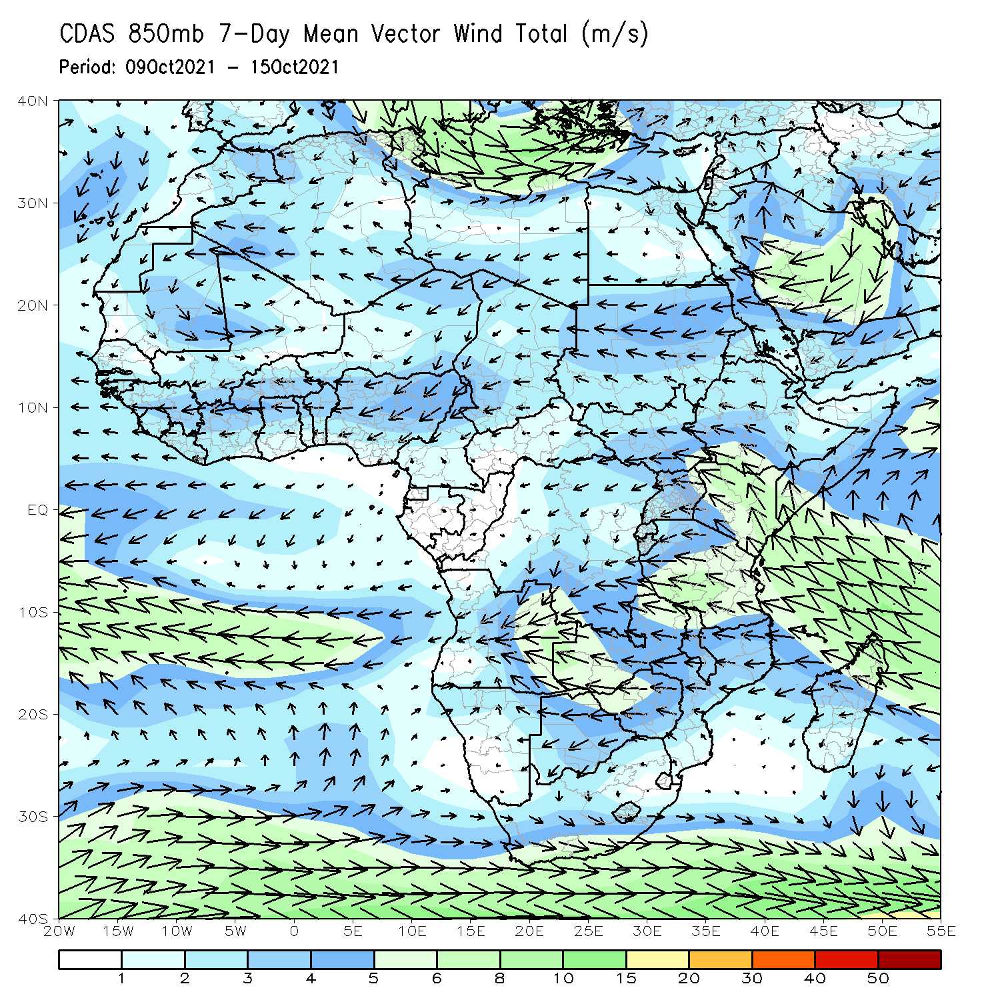 CDAS 850mb 7-Day Mean Vector Wind Total (m/s)
Period: 09Oct2021 - 15Oct2021
40N
30N
20N
10N
EQ
10S
20S
30S
40S
20W 15W 10W 5W 0 5E 10E 15E 20E 25E 30E 35E 40E 45E 50E 55E
1 2 3 4 5 6 8 10 15 20 30 40 50